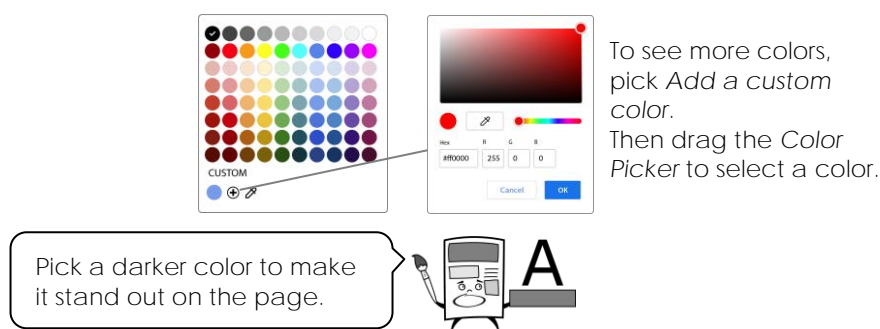 CUSTOM
Hex R G B
#ff0000 255 0 0
Cancel OK
To see more colors,
pick Add a custom
color.
Then drag the Color
Picker to select a color.
Pick a darker color to make
it stand out on the page.
A